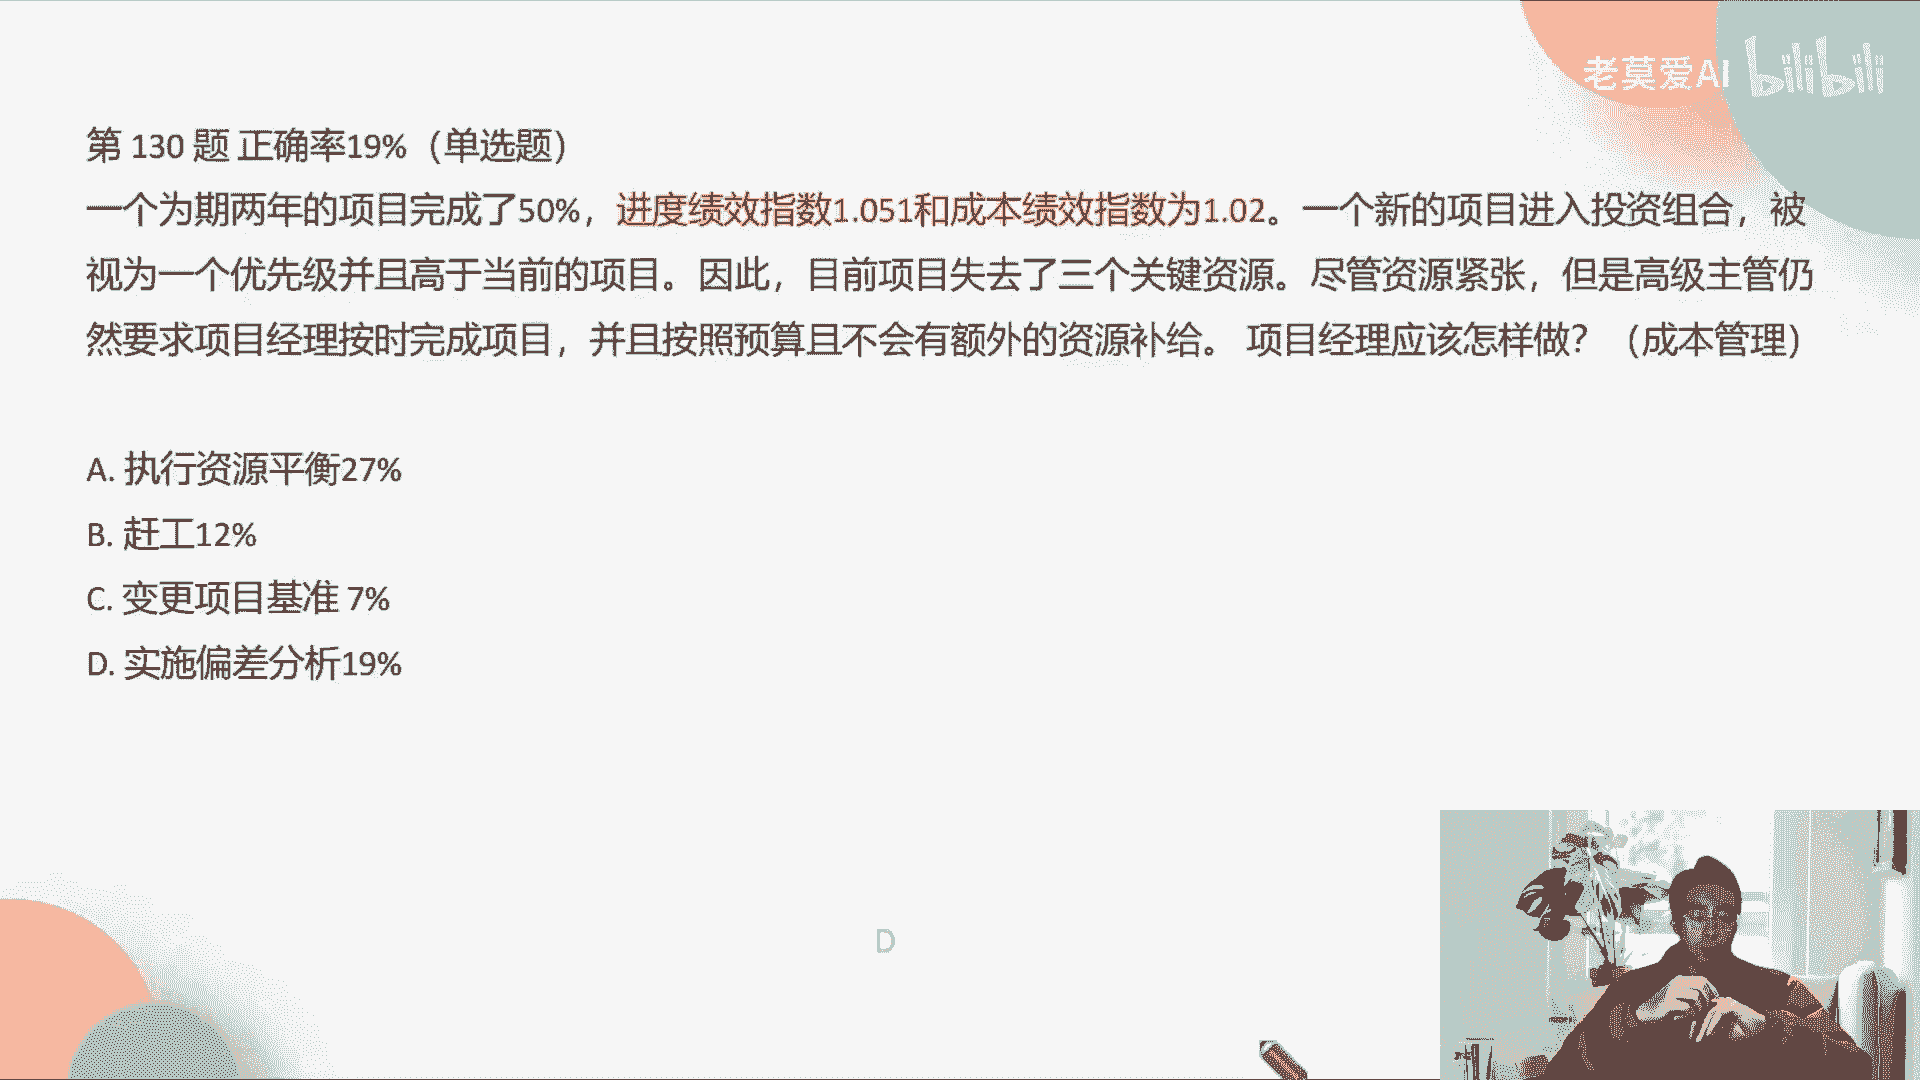 老莫爱AI bilibili
第 130 题 正确率19%（单选题）
一个为期两年的项目完成了50%，进度绩效指数1.051和成本绩效指数为1.02。一个新的项目进入投资组合，被
视为一个优先级并且高于当前的项目。因此，目前项目失去了三个关键资源。尽管资源紧张，但是高级主管仍
然要求项目经理按时完成项目，并且按照预算且不会有额外的资源补给。 项目经理应该怎样做？（成本管理）
A. 执行资源平衡27%
B. 赶工12%
C. 变更项目基准 7%
D. 实施偏差分析19%
D